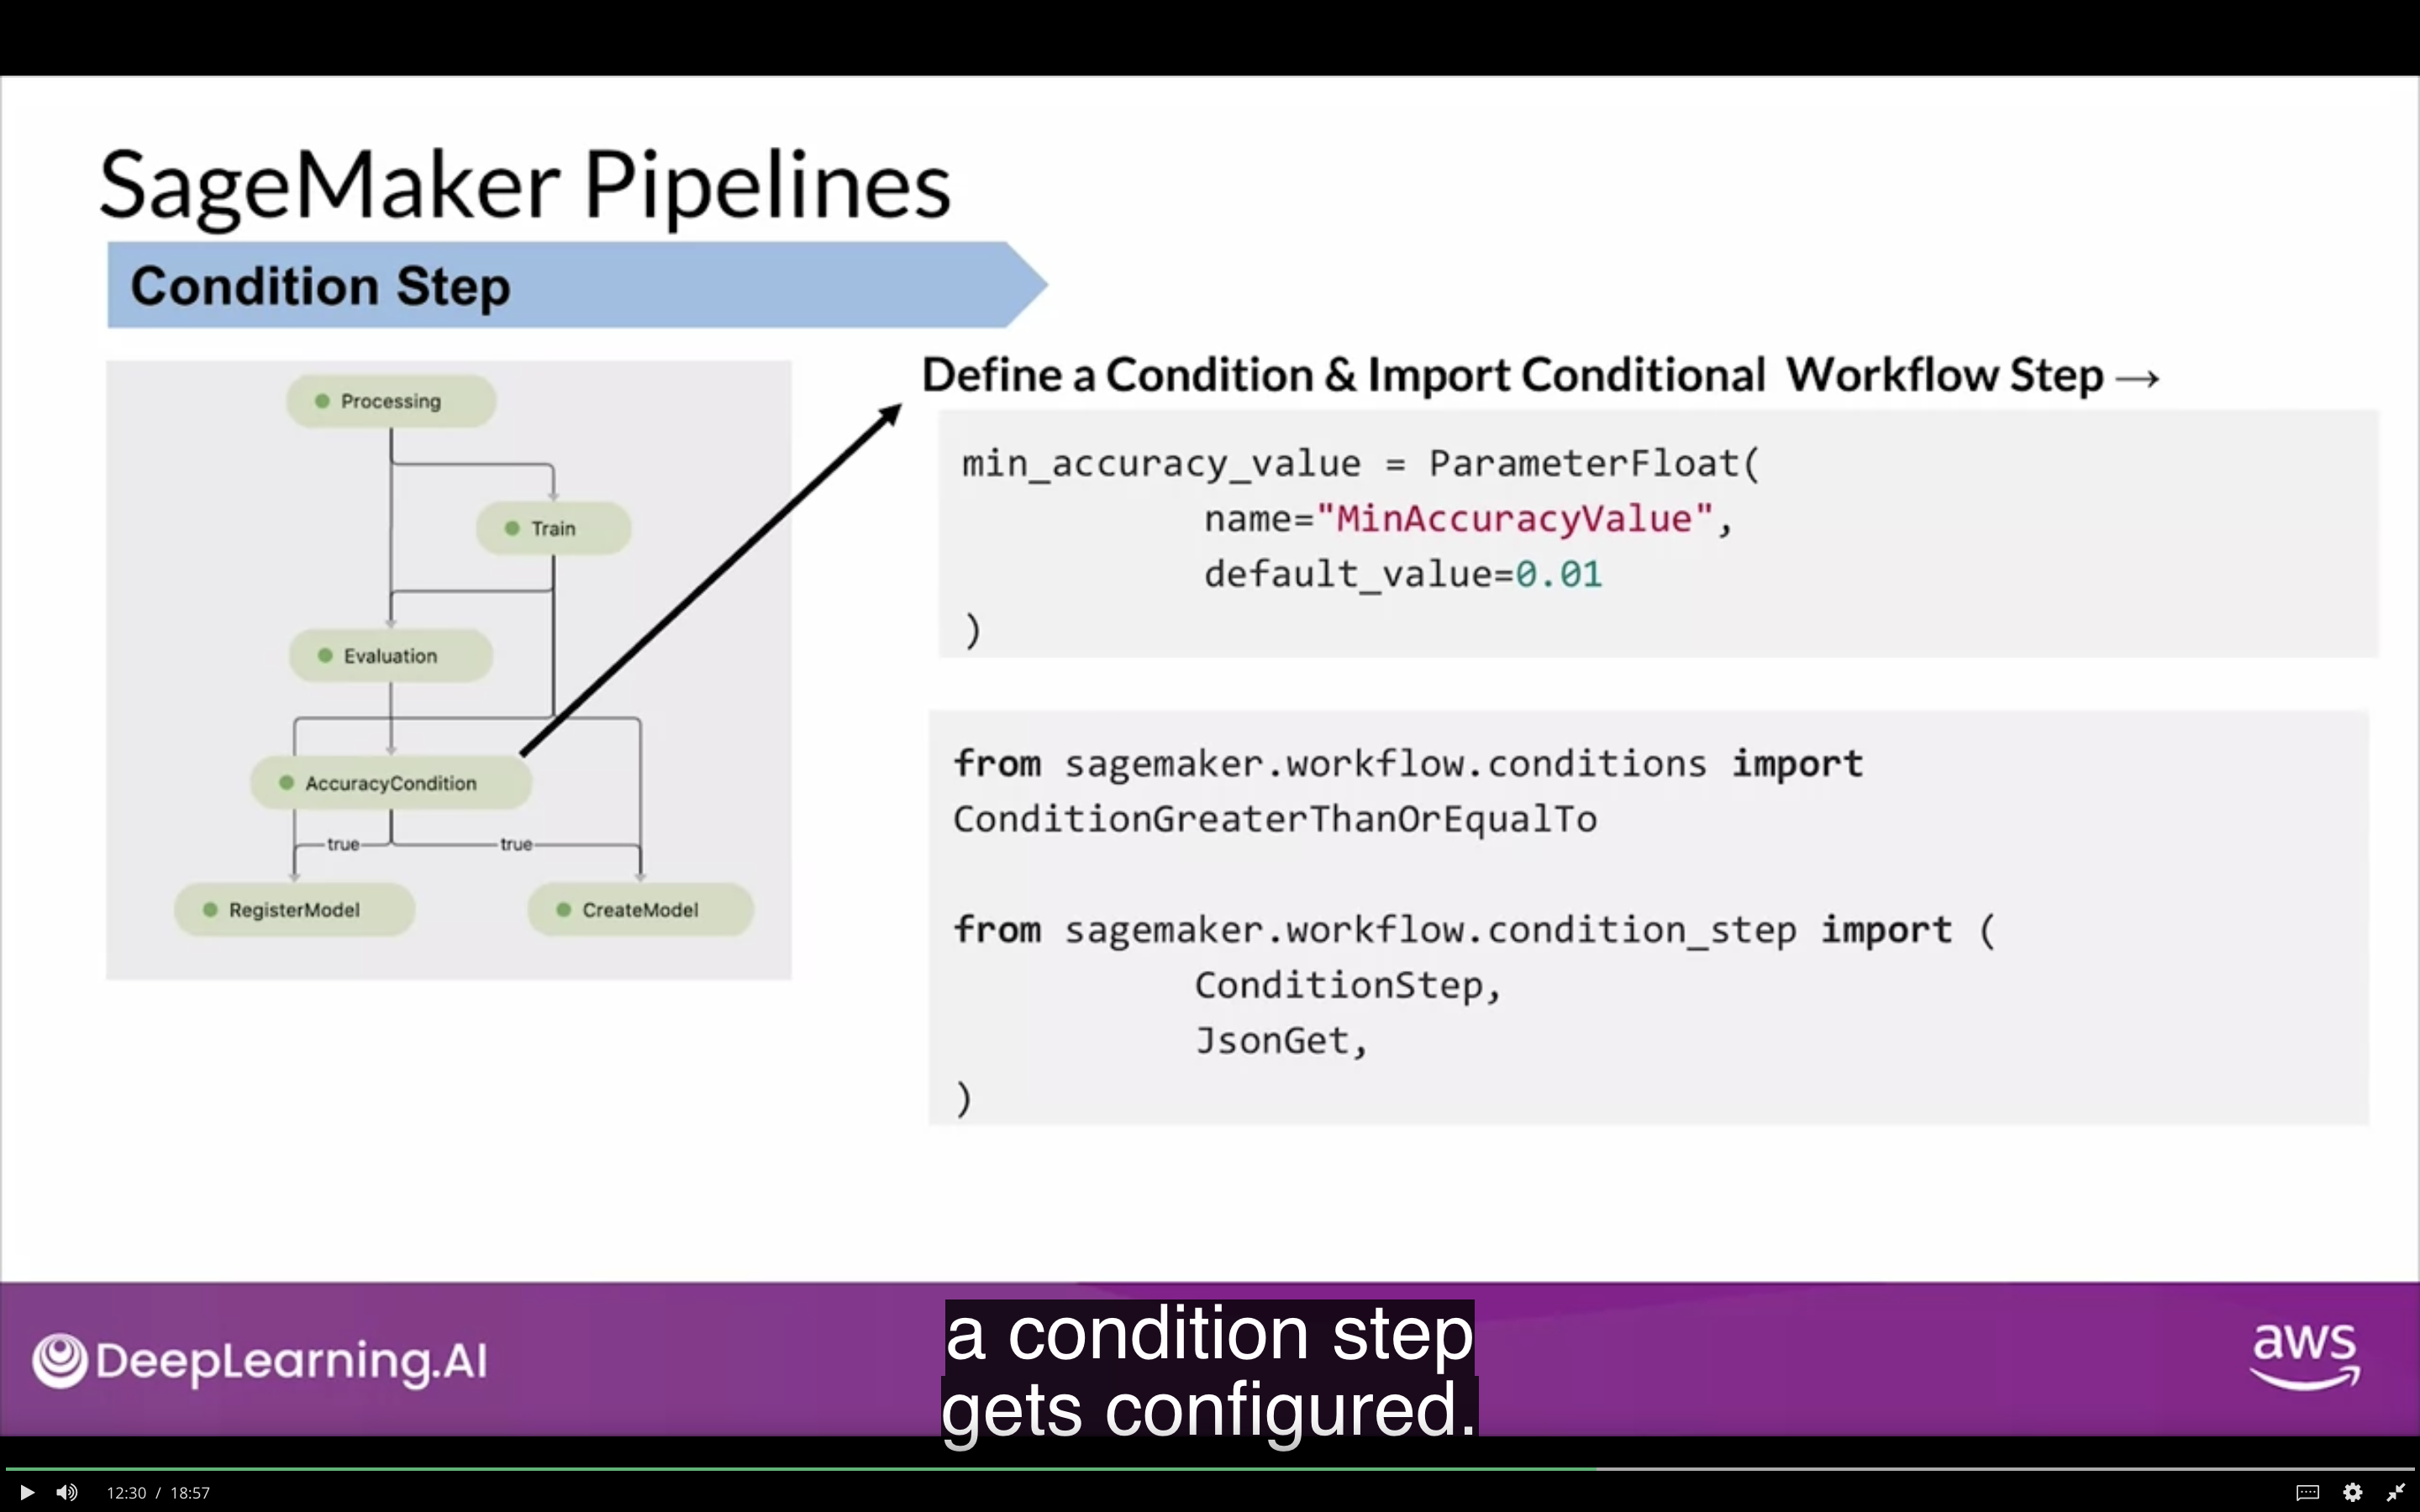 SageMaker Pipelines
Condition Step
Processing
Train
Evaluation
AccuracyCondition
true
true
RegisterModel
CreateModel
Define a Condition & Import Conditional Workflow Step →
min_accuracy_value = ParameterFloat(
name="MinAccuracyValue",
default_value=0.01
)
from sagemaker.workflow.conditions import
ConditionGreaterThanOrEqualTo
from sagemaker.workflow.condition_step import (
ConditionStep,
JsonGet,
)
DeepLearning.AI
a condition step
gets configured.
aws
12:30 / 18:57